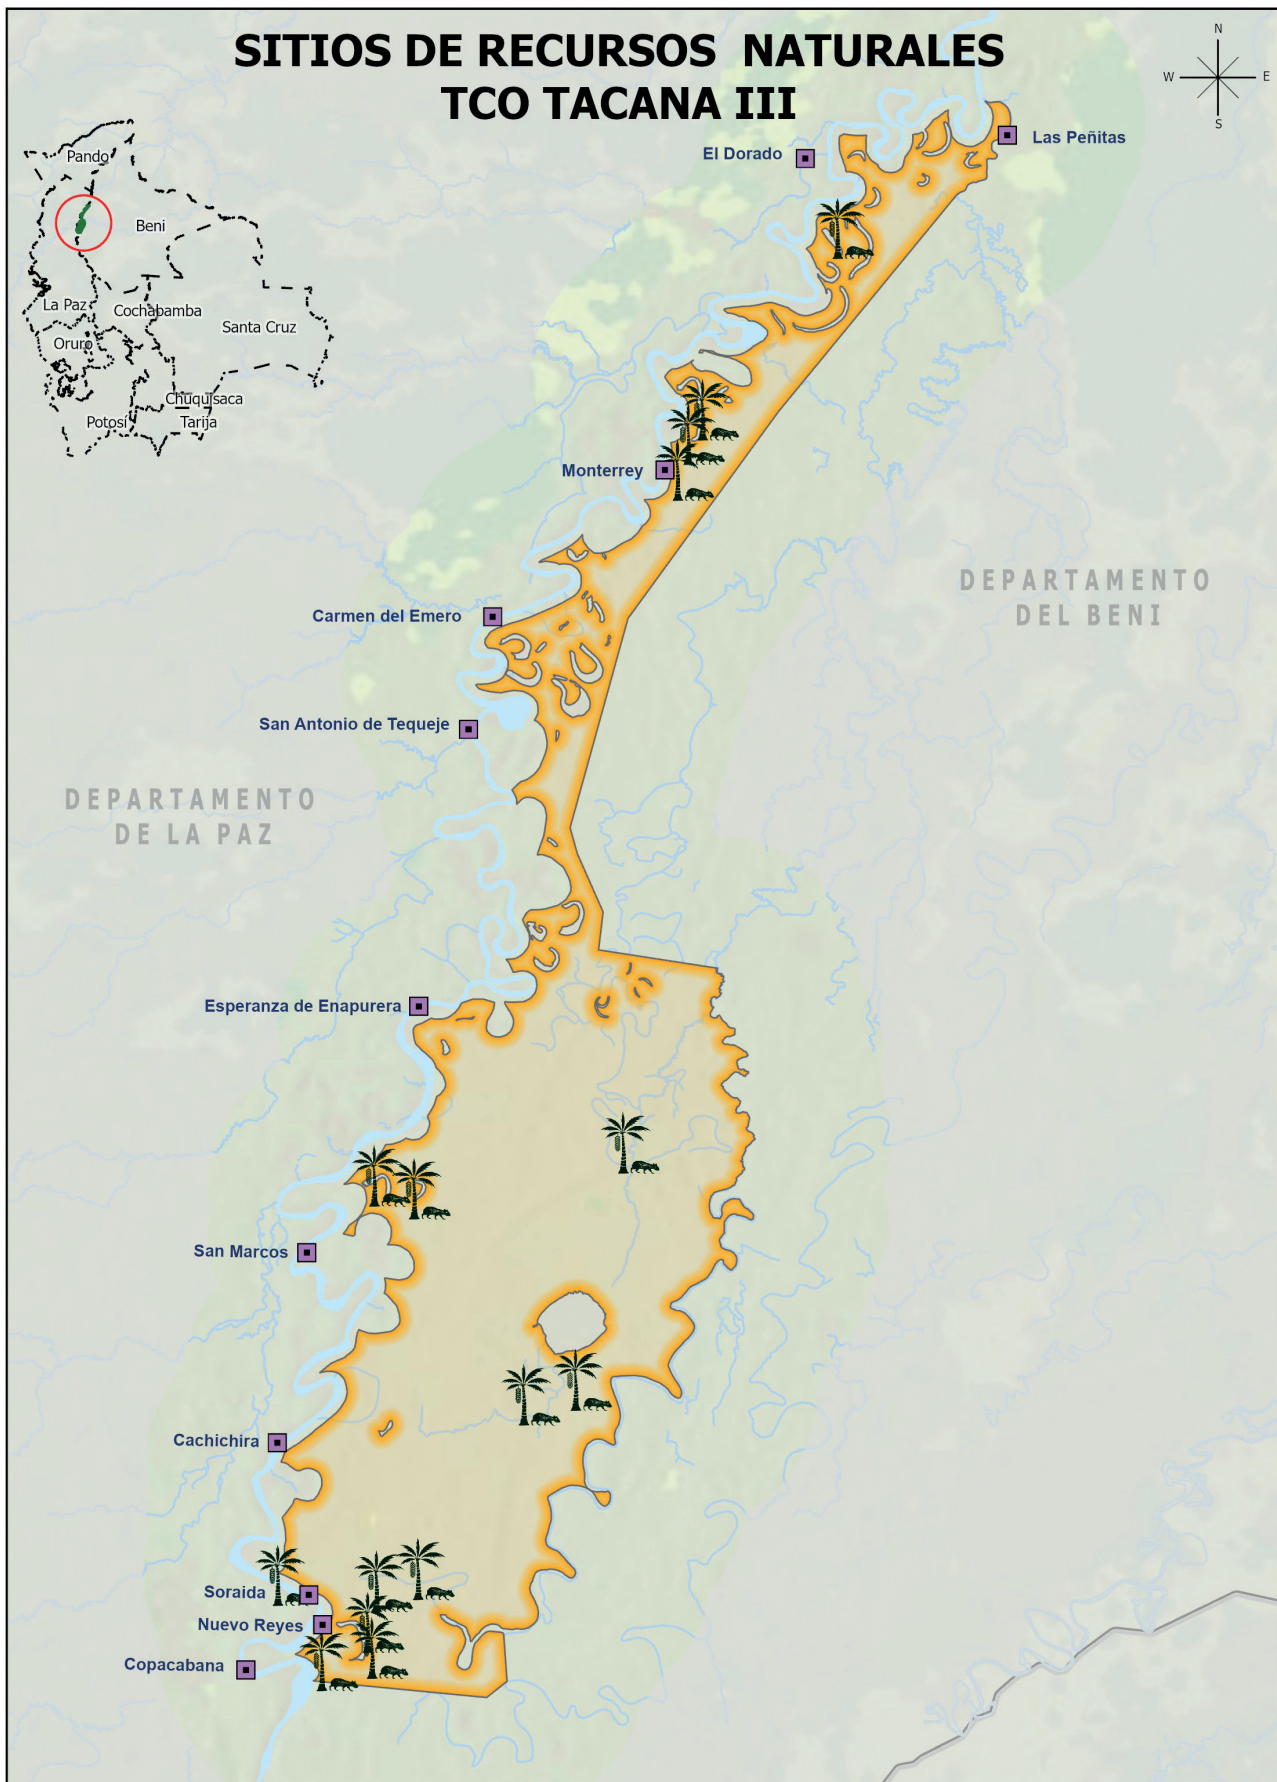 SITIOS DE RECURSOS NATURALES
TCO TACANA III
N
W
E
S
Las Peñitas
El Dorado
Pando
Beni
La Paz
Cochabamba
Santa Cruz
Oruro
Chuquisaca
Potosí
Tarija
Monterrey
DEPARTAMENTO
DEL BENI
Carmen del Emero
San Antonio de Tequeje
DEPARTAMENTO
DE LA PAZ
Esperanza de Enapurera
San Marcos
Cachichira
Soraida
Nuevo Reyes
Copacabana